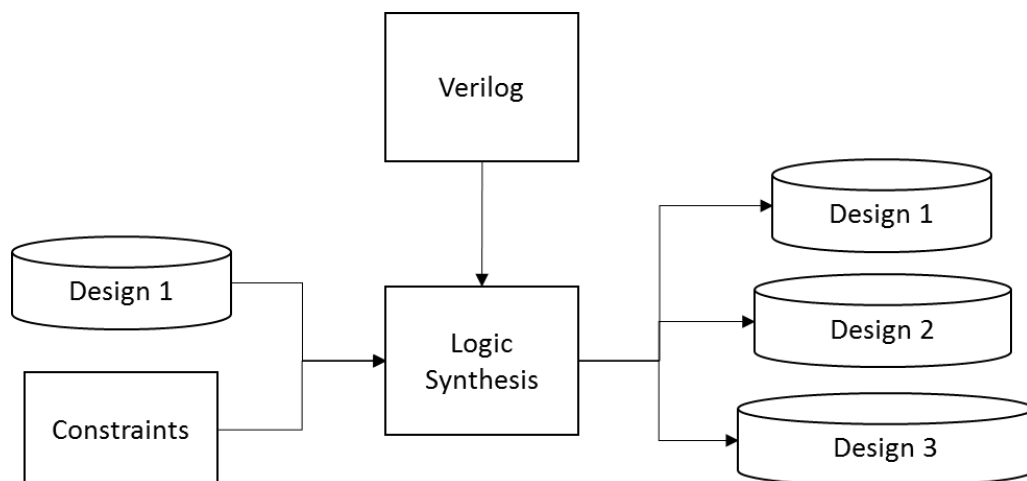 Verilog
Design 1
Design 1
Logic
Synthesis
Design 2
Constraints
Design 3